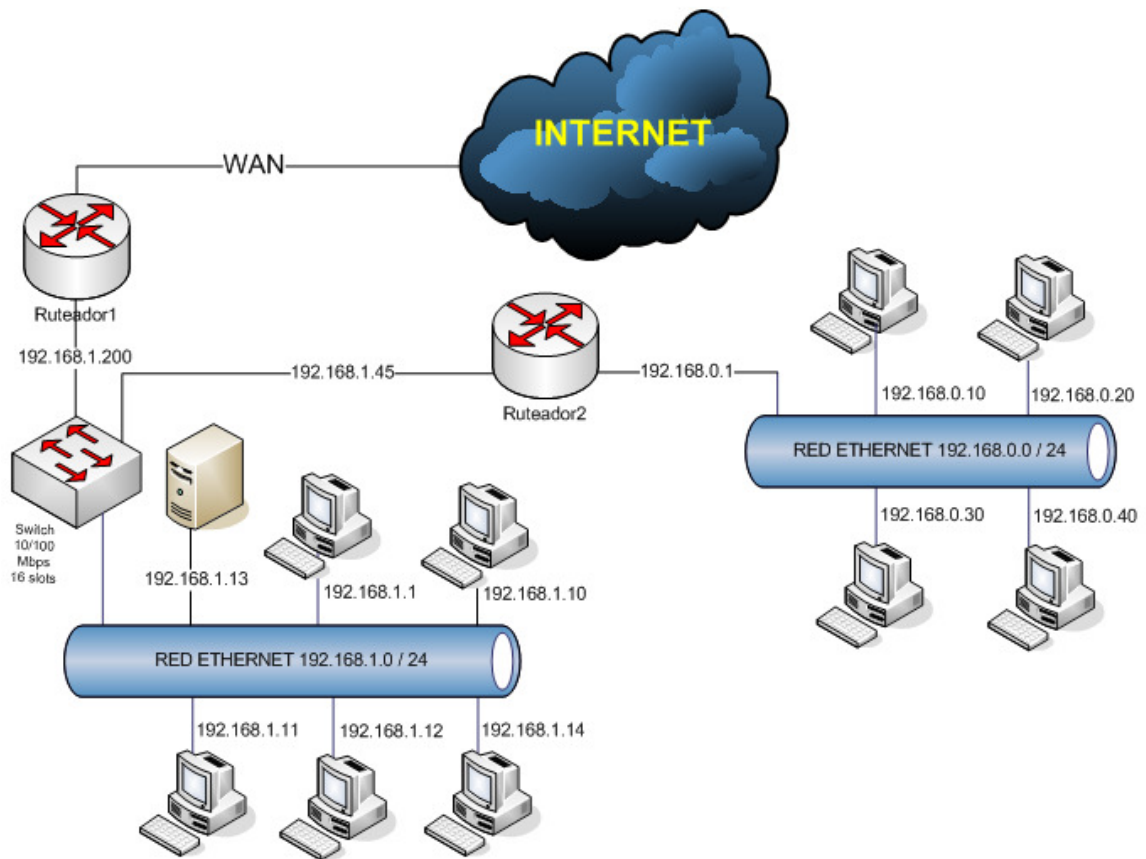 INTERNET
WAN
Ruteador1
192.168.1.200
192.168.1.45
Ruteador2
192.168.0.1
192.168.0.10
192.168.0.20
RED ETHERNET 192.168.0.0 / 24
192.168.0.30
192.168.0.40
Switch
10/100
Mbps
16 slots
192.168.1.13
192.168.1.1
192.168.1.10
RED ETHERNET 192.168.1.0 / 24
192.168.1.11
192.168.1.12
192.168.1.14